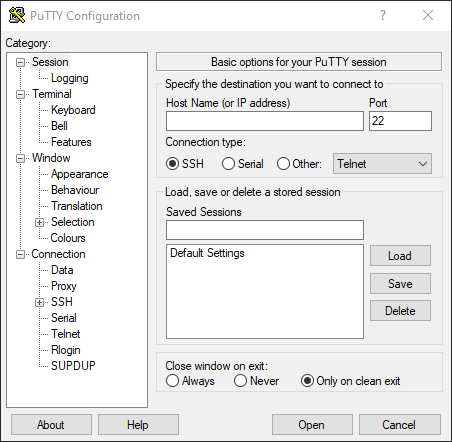 PuTTY Configuration
Category:
Session
Logging
Terminal
Keyboard
Bell
Features
Window
Appearance
Behaviour
Translation
Selection
Colours
Connection
Data
Proxy
SSH
Serial
Telnet
Rlogin
SUPDUP
Basic options for your PuTTY session
Specify the destination you want to connect to
Host Name (or IP address) Port
22
Connection type:
SSH Serial Other: Telnet
Load, save or delete a stored session
Saved Sessions
Default Settings
Load
Save
Delete
Close window on exit:
Always Never Only on clean exit
About Help Open Cancel